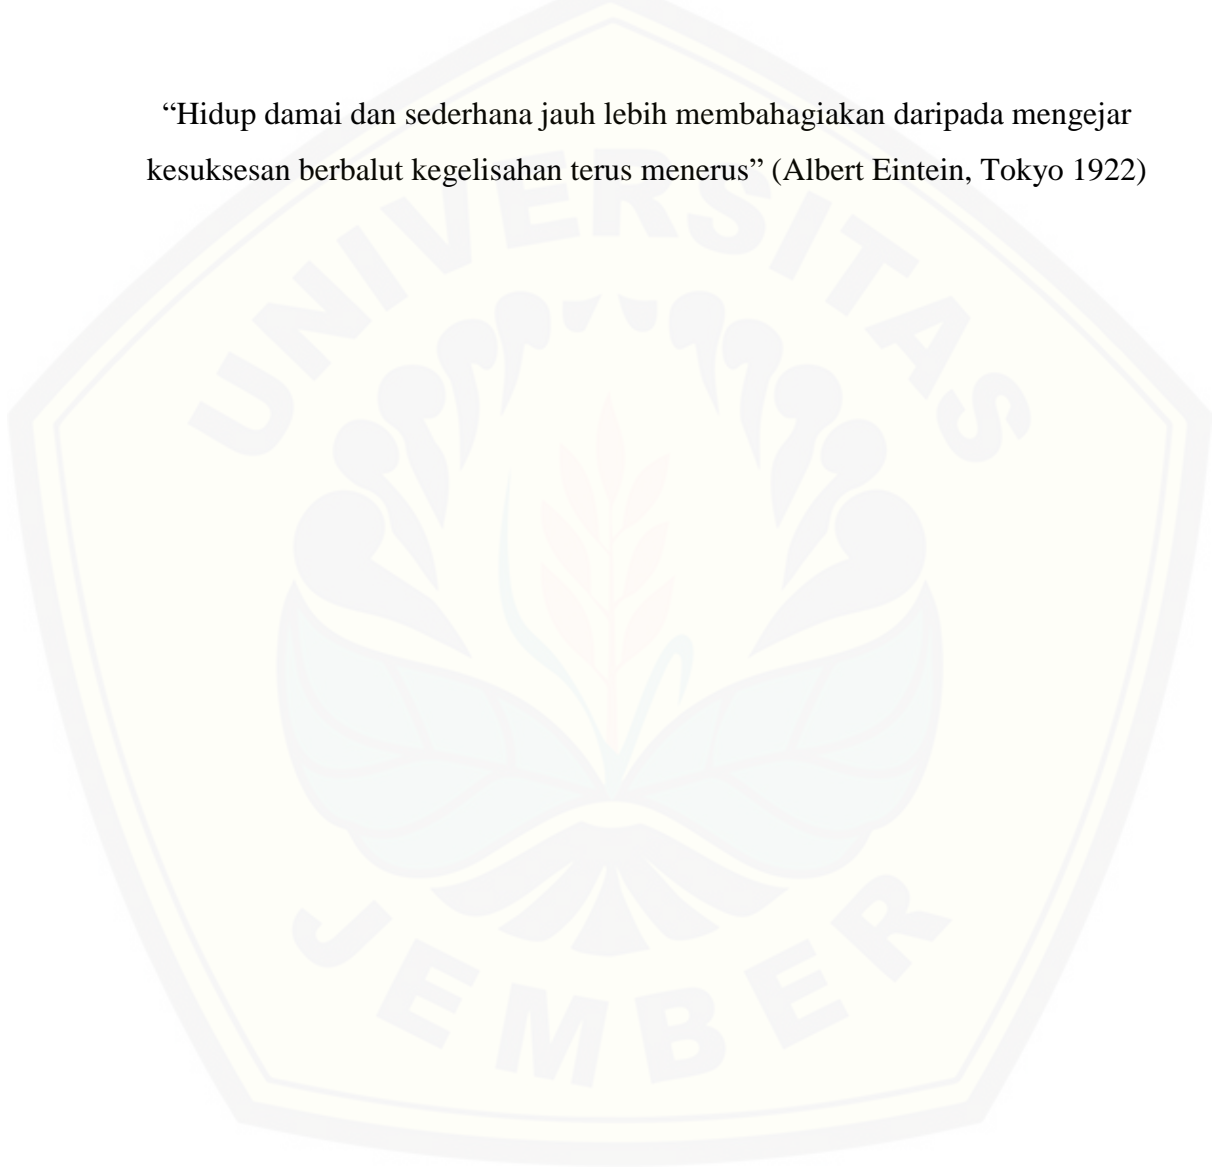 “Hidup damai dan sederhana jauh lebih membahagiakan daripada mengejar
kesuksesan berbalut kegelisahan terus menerus” (Albert Eintein, Tokyo 1922)
UNIVERSITAS
JEMBER